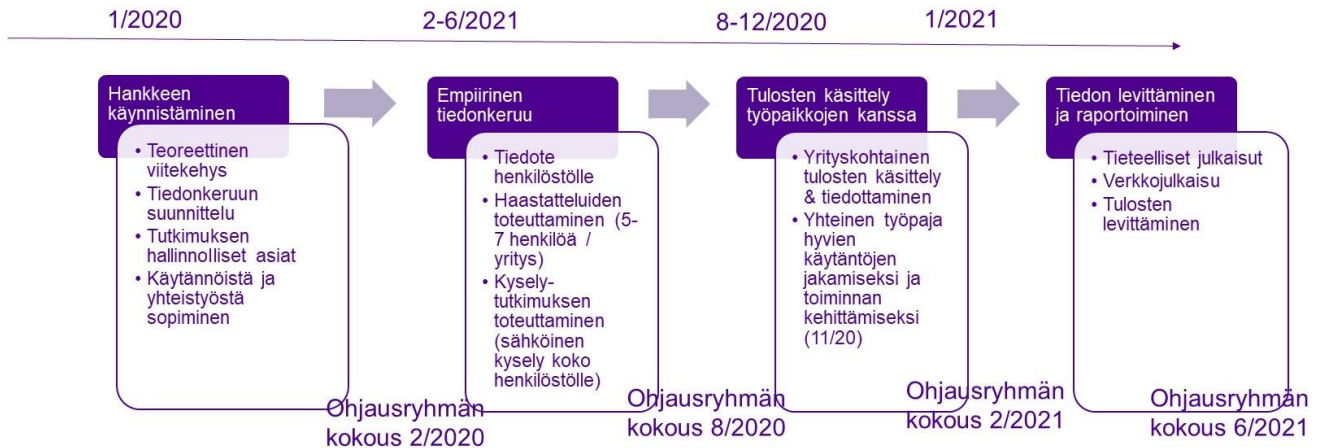 1/2020
2-6/2021
8-12/2020
1/2021
Hankkeen
käynnistäminen
• Teoreettinen
viitekehys
• Tiedonkeruun
suunnittelu
• Tutkimuksen
hallinnolliset asiat
• Käytännöistä ja
yhteistyöstä
sopiminen
Empiirinen
tiedonkeruu
• Tiedote
henkilöstölle
• Haastatteluiden
toteuttaminen (5-
7 henkilöä /
yritys)
• Kysely-
tutkimuksen
toteuttaminen
(sähköinen
kysely koko
henkilöstölle)
Tulosten käsittely
työpaikkojen kanssa
• Yrityskohtainen
tulosten käsittely
& tiedottaminen
• Yhteinen työpaja
hyvien
käytäntöjen
jakamiseksi ja
toiminnan
kehittämiseksi
(11/20)
Tiedon levittäminen
ja raportoiminen
• Tieteelliset julkaisut
• Verkkojulkaisu
• Tulosten
levittäminen
Ohjausryhmän
kokous 2/2020
Ohjausryhmän
kokous 8/2020
Ohjausryhmän
kokous 2/2021
Ohjausryhmän
kokous 6/2021